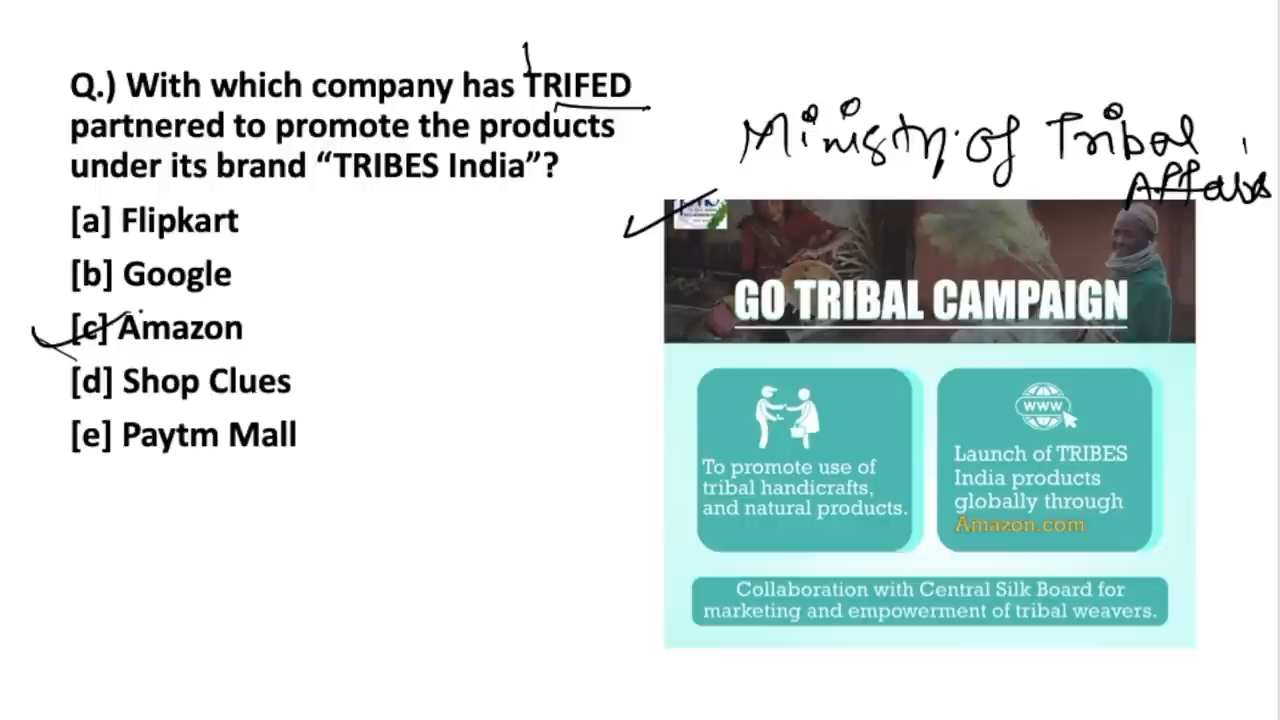 Q.) With which company has TRIFED
partnered to promote the products
under its brand “TRIBES India”?
[a] Flipkart
[b] Google
[c] Amazon
[d] Shop Clues
[e] Paytm Mall
Ministry of Tribal
Affairs
GO TRIBAL CAMPAIGN
To promote use of
tribal handicrafts,
and natural products.
WWW
Launch of TRIBES
India products
globally through
Amazon.com
Collaboration with Central Silk Board for
marketing and empowerment of tribal weavers.